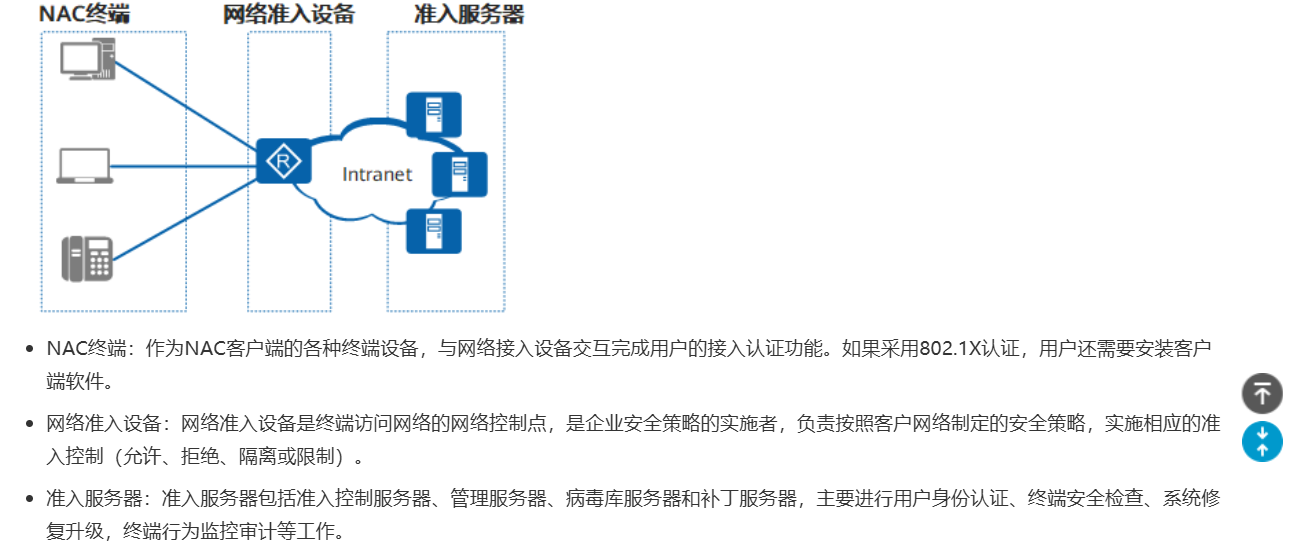 NAC终端 网络准入设备 准入服务器
R
Intranet
• NAC终端：作为NAC客户端的各种终端设备，与网络接入设备交互完成用户的接入认证功能。如果采用802.1X认证，用户还需要安装客户
端软件。
• 网络准入设备：网络准入设备是终端访问网络的网络控制点，是企业安全策略的实施者，负责按照客户网络制定的安全策略，实施相应的准
入控制（允许、拒绝、隔离或限制）。
• 准入服务器：准入服务器包括准入控制服务器、管理服务器、病毒库服务器和补丁服务器，主要进行用户身份认证、终端安全检查、系统修
复升级，终端行为监控审计等工作。